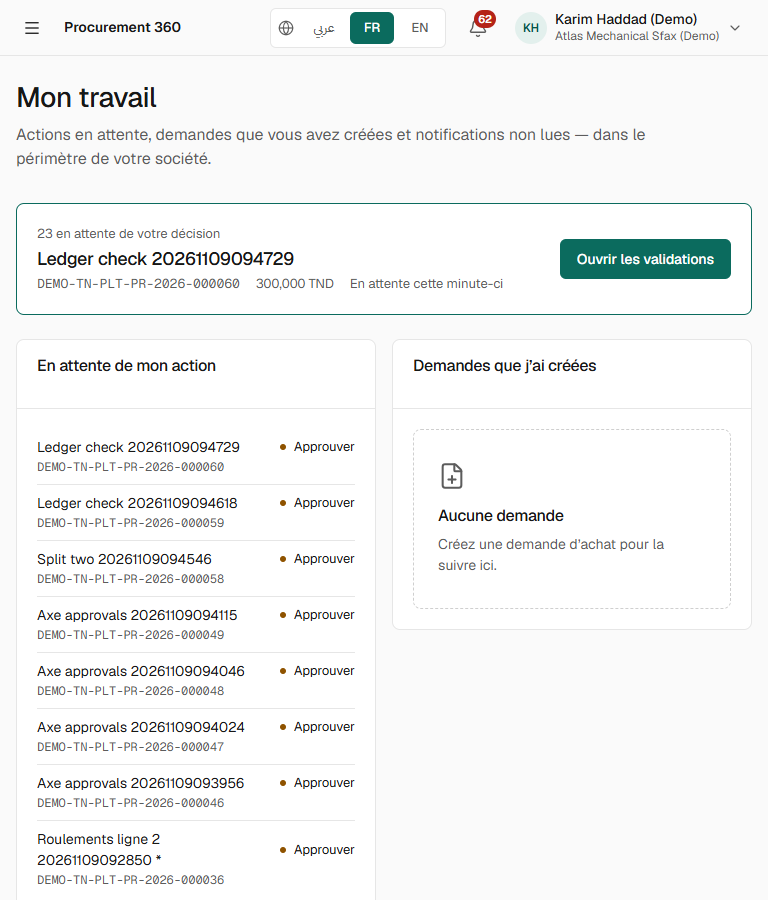 Procurement 360
عربي
FR
EN
62
KH
Karim Haddad (Demo)
Atlas Mechanical Sfax (Demo)
Mon travail
Actions en attente, demandes que vous avez créées et notifications non lues — dans le
périmètre de votre société.
23 en attente de votre décision
Ledger check 20261109094729
DEMO-TN-PLT-PR-2026-000060 300,000 TND En attente cette minute-ci
Ouvrir les validations
En attente de mon action
Ledger check 20261109094729
Approuver
DEMO-TN-PLT-PR-2026-000060
Ledger check 20261109094618
Approuver
DEMO-TN-PLT-PR-2026-000059
Split two 20261109094546
Approuver
DEMO-TN-PLT-PR-2026-000058
Axe approvals 20261109094115
Approuver
DEMO-TN-PLT-PR-2026-000049
Axe approvals 20261109094046
Approuver
DEMO-TN-PLT-PR-2026-000048
Axe approvals 20261109094024
Approuver
DEMO-TN-PLT-PR-2026-000047
Axe approvals 20261109093956
Approuver
DEMO-TN-PLT-PR-2026-000046
Roulements ligne 2
20261109092850 *
Approuver
DEMO-TN-PLT-PR-2026-000036
Demandes que j’ai créées
Aucune demande
Créez une demande d’achat pour la
suivre ici.